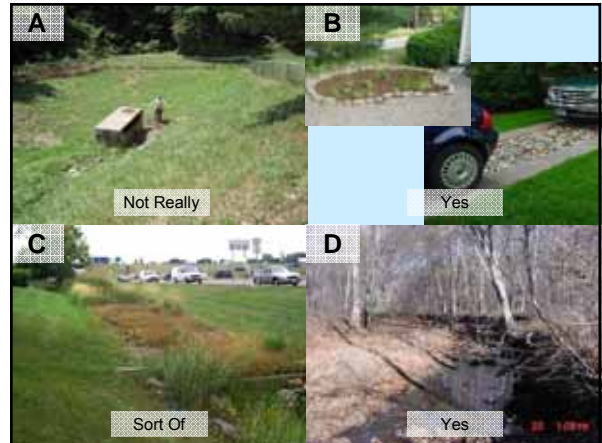 A
Not Really
B
Yes
C
Sort Of
D
Yes